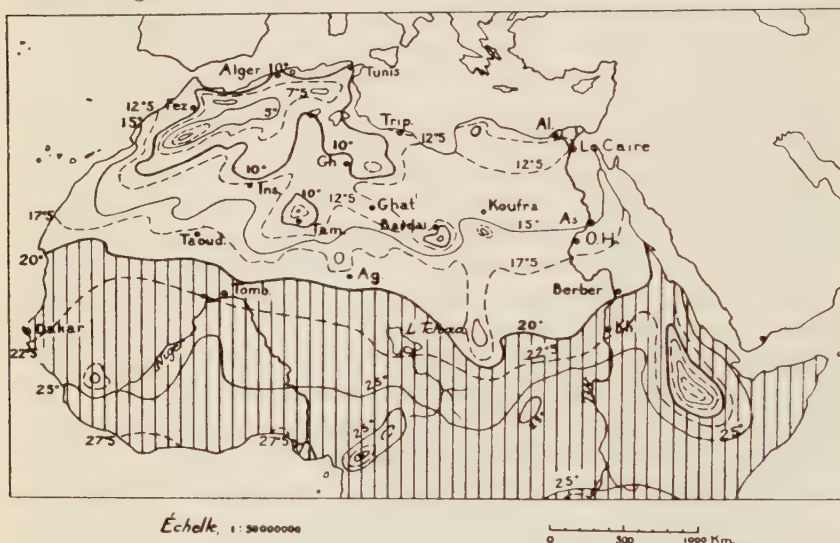 Alger 10°
Tunis
7°5
12°5
Fez
5°
15°
Trip.
12°5
Al.
10°
Le Caire
12°5
Gh
10°
Ins.
10°
12°5
Ghat
Koufra
As
17°5
Tam.
Bardai
15°
Taoud.
O.H.
17°5
20°
Ag.
Tomb.
Berber
L Tchad
20°
Dakar
Kh
22°5
22°5
Niger
25°
25°
25°
25°
27°5
27°5
25°
Échelle, 1:50000000
0 500 1000 Km.